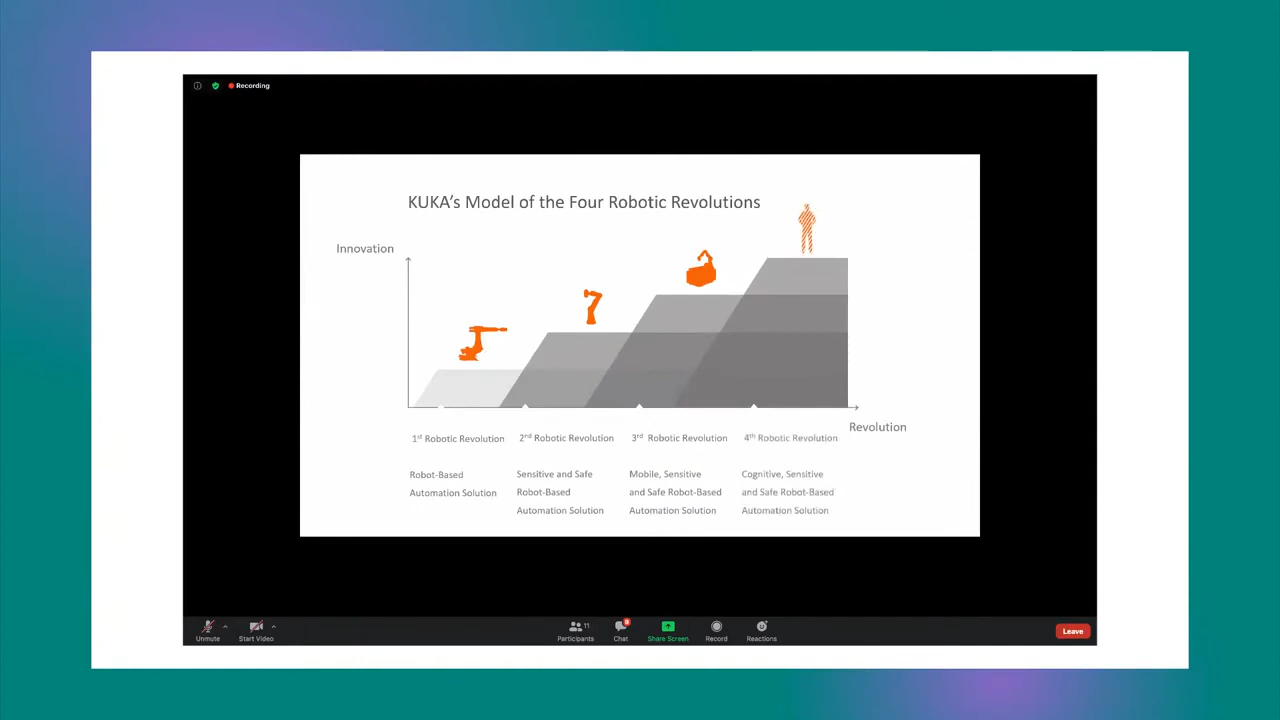 Recording
KUKA's Model of the Four Robotic Revolutions
Innovation
Revolution
1st Robotic Revolution
2nd Robotic Revolution
3rd Robotic Revolution
4th Robotic Revolution
Robot-Based
Automation Solution
Sensitive and Safe
Robot-Based
Automation Solution
Mobile, Sensitive
and Safe Robot-Based
Automation Solution
Cognitive, Sensitive
and Safe Robot-Based
Automation Solution
Unmute
Start Video
Participants
11
Chat
8
Share Screen
Record
Reactions
Leave